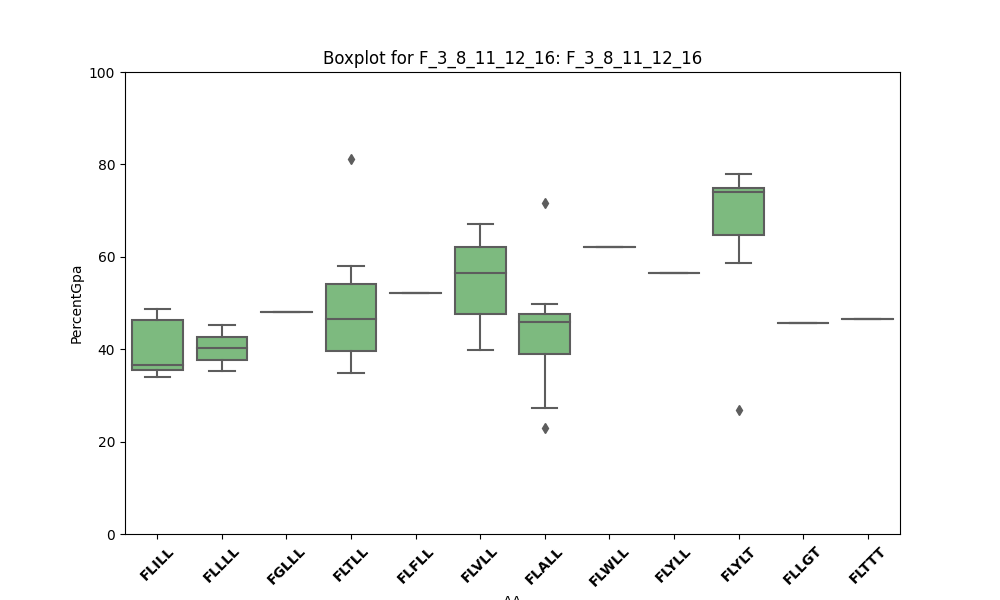 Boxplot for F_3_8_11_12_16: F_3_8_11_12_16
100
80
60
40
20
0
PercentGpa
FLILL
FLLLL
FGLLL
FLTLL
FLFLL
FLVLL
FLALL
FLWLL
FLYLL
FLYLT
FLLGT
FLTTT
AA